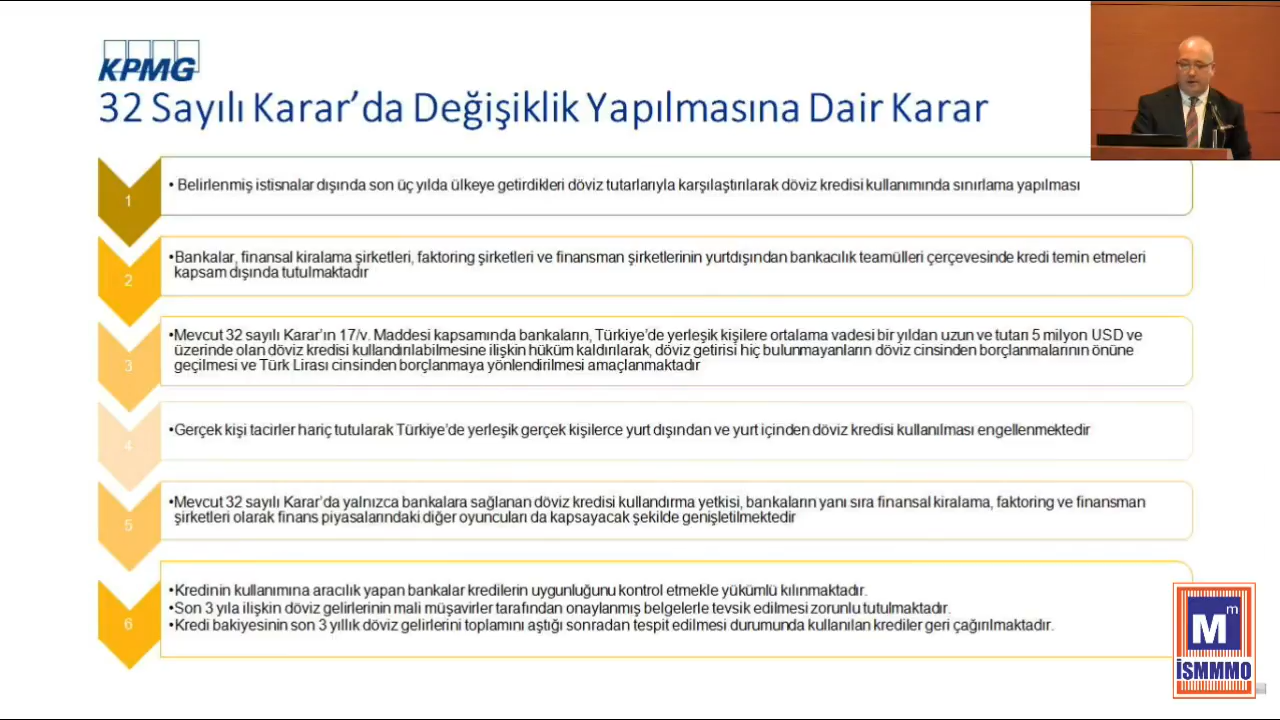 KPMG
32 Sayılı Karar’da Değişiklik Yapılmasına Dair Karar
1
• Belirlenmiş istisnalar dışında son üç yılda ülkeye getirdikleri döviz tutarlarıyla karşılaştırılarak döviz kredisi kullanımında sınırlama yapılması
2
•Bankalar, finansal kiralama şirketleri, faktoring şirketleri ve finansman şirketlerinin yurtdışından bankacılık teamülleri çerçevesinde kredi temin etmeleri
kapsam dışında tutulmaktadır
3
•Mevcut 32 sayılı Karar’ın 17/v. Maddesi kapsamında bankaların, Türkiye’de yerleşik kişilere ortalama vadesi bir yıldan uzun ve tutarı 5 milyon USD ve
üzerinde olan döviz kredisi kullandırılabilmesine ilişkin hüküm kaldırılarak, döviz getirisi hiç bulunmayanların döviz cinsinden borçlanmalarının önüne
geçilmesi ve Türk Lirası cinsinden borçlanmaya yönlendirilmesi amaçlanmaktadır
4
•Gerçek kişi tacirler hariç tutularak Türkiye’de yerleşik gerçek kişilerce yurt dışından ve yurt içinden döviz kredisi kullanılması engellenmektedir
5
•Mevcut 32 sayılı Karar’da yalnızca bankalara sağlanan döviz kredisi kullandırma yetkisi, bankaların yanı sıra finansal kiralama, faktoring ve finansman
şirketleri olarak finans piyasalarındaki diğer oyuncuları da kapsayacak şekilde genişletilmektedir
6
•Kredinin kullanımına aracılık yapan bankalar kredilerin uygunluğunu kontrol etmekle yükümlü kılınmaktadır.
•Son 3 yıla ilişkin döviz gelirlerinin mali müşavirler tarafından onaylanmış belgelerle tevsik edilmesi zorunlu tutulmaktadır.
•Kredi bakiyesinin son 3 yıllık döviz gelirlerini toplamını aştığı sonradan tespit edilmesi durumunda kullanılan krediler geri çağırılmaktadır.
M m
İSMMMO